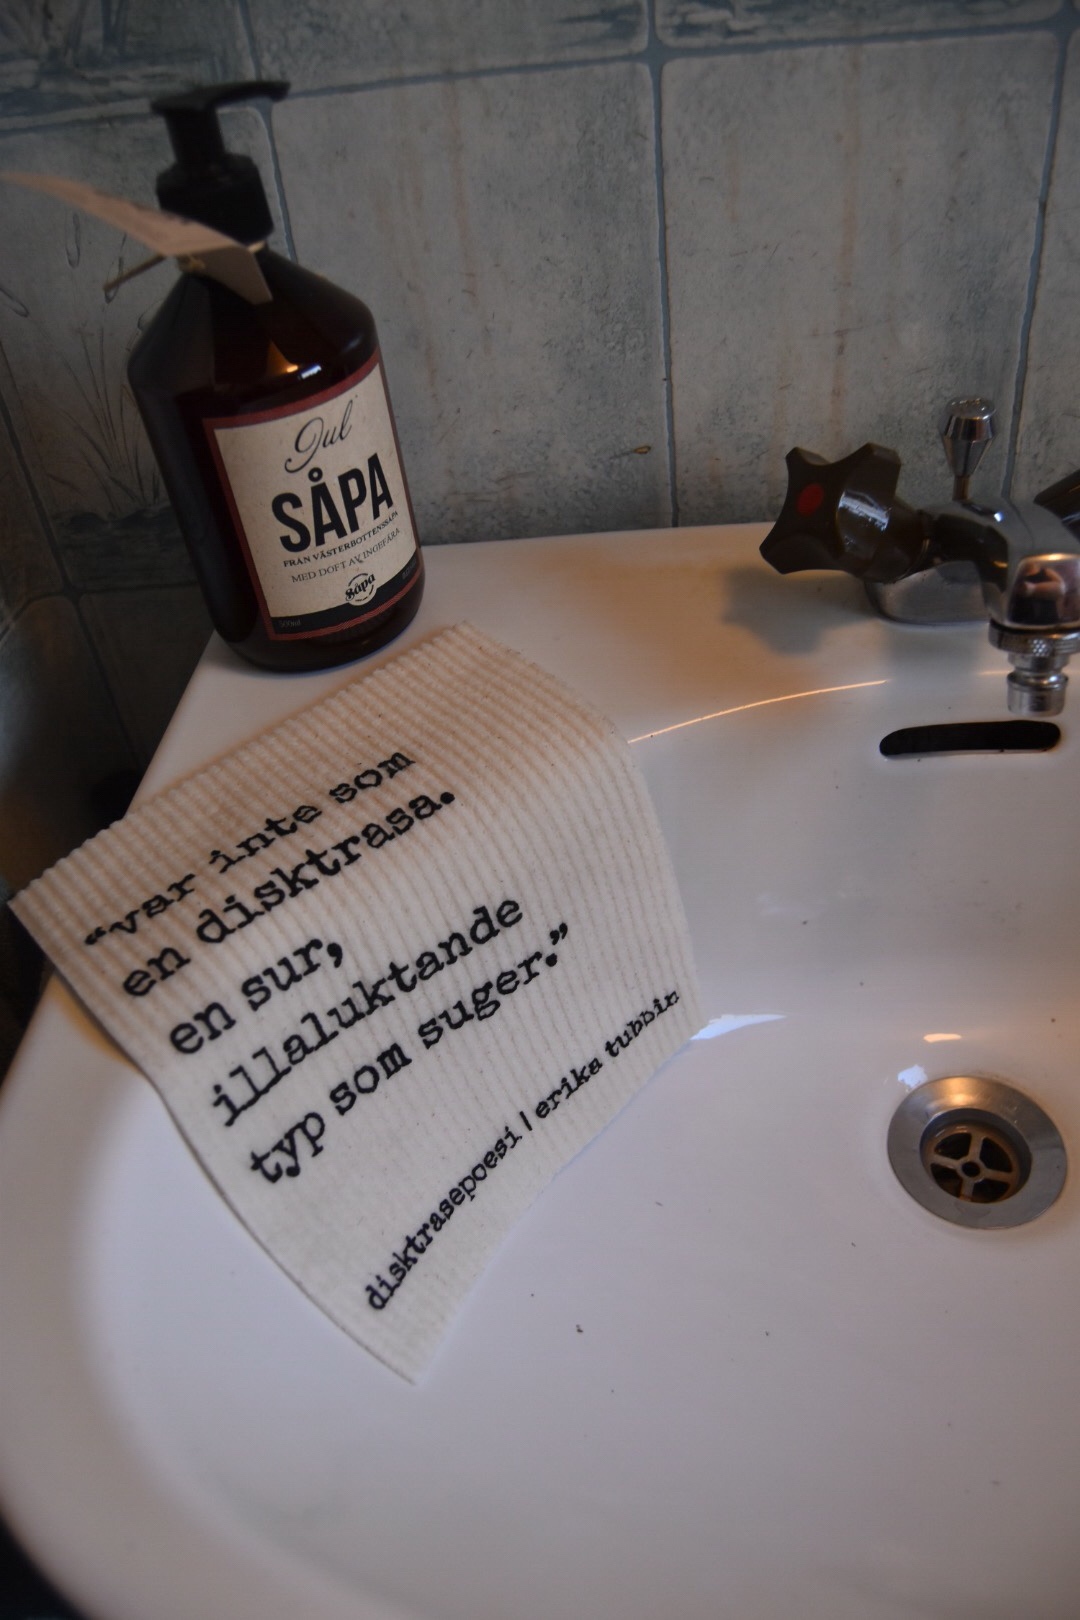 Jul
SÅPA
FRÅN VÄSTERBOTTENSSÅPA
MED DOFT AV INGEFÄRA
Såpa
500ml
"var inte som
en disktrasa.
en sur,
illaluktande
typ som suger."
disktrasepoesi | erika tubbin